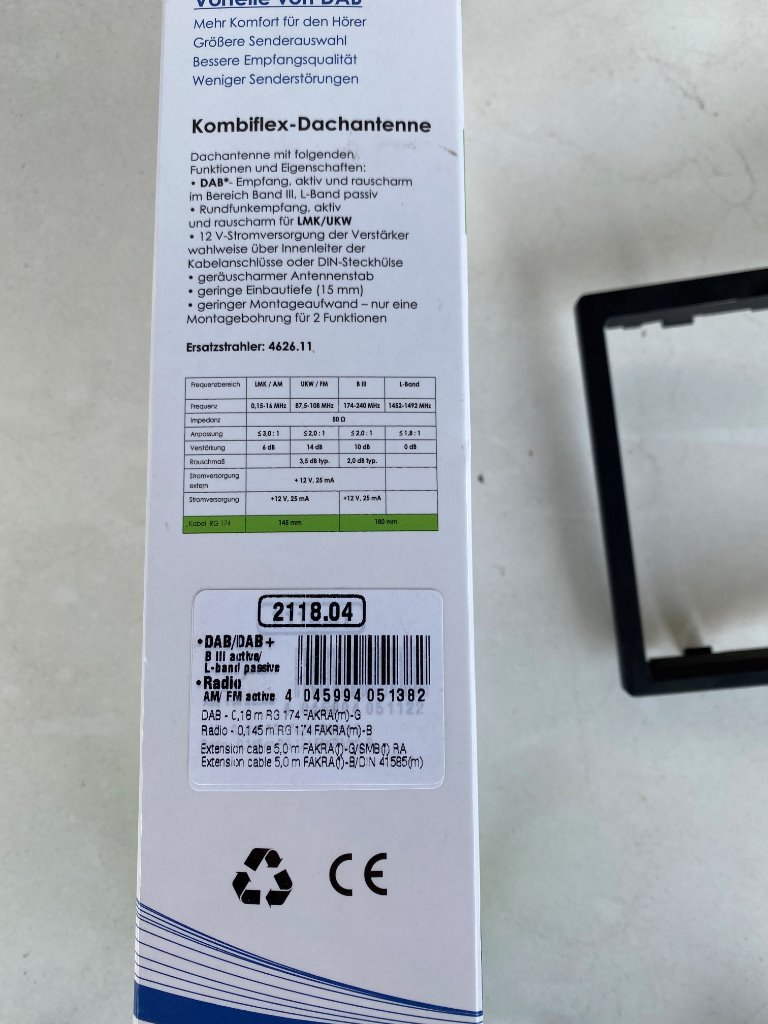 Vorteile von DAB
Mehr Komfort für den Hörer
Größere Senderauswahl
Bessere Empfangsqualität
Weniger Senderstörungen
Kombiflex-Dachantenne
Dachantenne mit folgenden
Funktionen und Eigenschaften:
• DAB+- Empfang, aktiv und rauscharm
im Bereich Band III, L-Band passiv
• Rundfunkempfang, aktiv
und rauscharm für LMK/UKW
• 12 V-Stromversorgung der Verstärker
wahlweise über Innenleiter der
Kabelanschlüsse oder DIN-Steckhülse
• geräuscharmer Antennenstab
• geringe Einbautiefe (15 mm)
• geringer Montageaufwand – nur eine
Montagebohrung für 2 Funktionen
Ersatzstrahler: 4626.11
Frequenzbereich LMK / AM UKW / FM B III L-Band
Frequenz 0,15-16 MHz 87,5-108 MHz 174-240 MHz 1452-1492 MHz
Impedanz 50 Ω
Anpassung ≤ 3,0 : 1 ≤ 2,0 : 1 ≤ 2,0 : 1 ≤ 1,8 : 1
Verstärkung 6 dB 14 dB 10 dB 0 dB
Rauschmaß 3,5 dB typ. 2,0 dB typ.
Stromversorgung
extern + 12 V, 25 mA
Stromversorgung +12 V, 25 mA +12 V, 25 mA
Kabel RG 174 145 mm 180 mm
2118.04
• DAB/DAB+
B III active/
L-band passive
• Radio
AM/ FM active 4 045994 051382
DAB - 0,18 m RG 174 FAKRA(m)-G
Radio - 0,145 m RG 174 FAKRA(m)-B
Extension cable 5,0 m FAKRA(f)-G/SMB(f) RA
Extension cable 5,0 m FAKRA(f)-B/DIN 41585(m)
CE